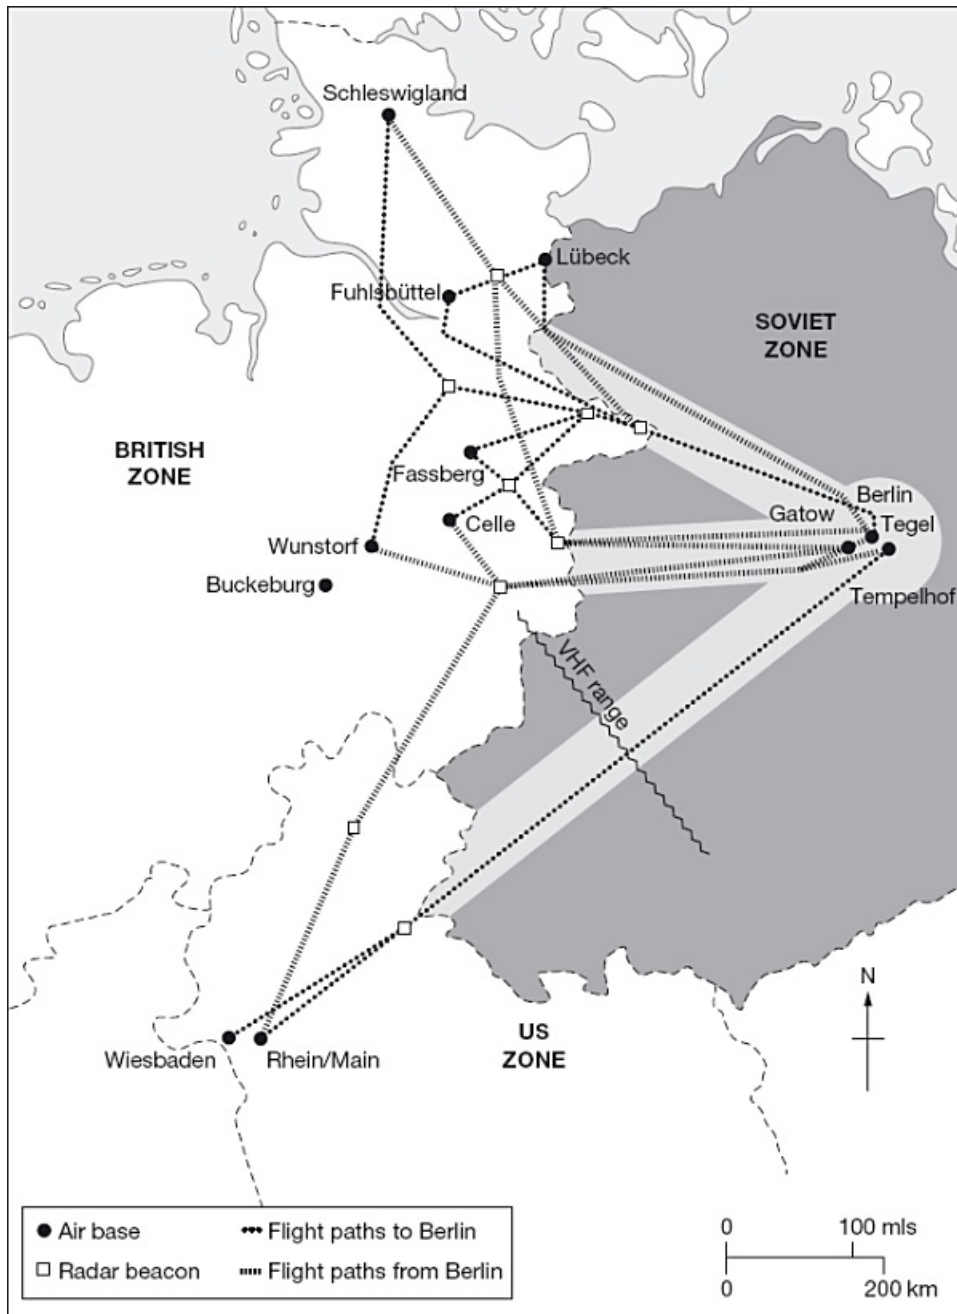 Schleswigland
Lübeck
Fuhlsbüttel
SOVIET
ZONE
BRITISH
ZONE
Fassberg
Berlin
Gatow
Tegel
Celle
Wunstorf
Buckeburg
Tempelhof
VHF range
N
US
ZONE
Wiesbaden
Rhein/Main
Air base
Flight paths to Berlin
Radar beacon
Flight paths from Berlin
0 100 mls
0 200 km